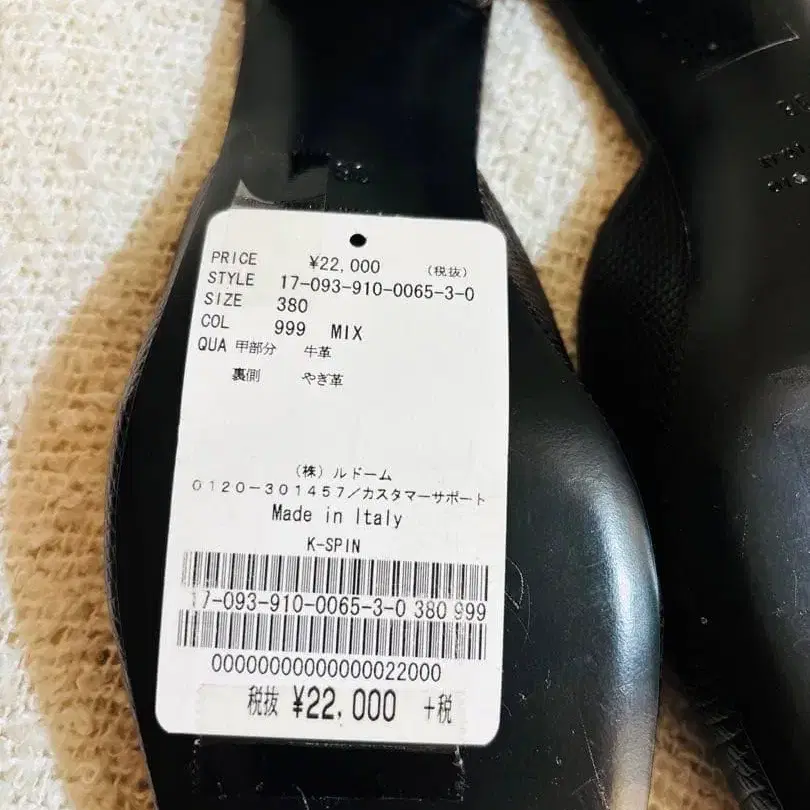 PRICE ¥22,000 (税抜)
STYLE 17-093-910-0065-3-0
SIZE 380
COL 999 MIX
QUA 甲部分 牛革
裏側 やぎ革
(株)ルドーム
0120-301457/カスタマーサポート
Made in Italy
K-SPIN
17-093-910-0065-3-0 380 999
00000000000000022000
税抜 ¥22,000 +税